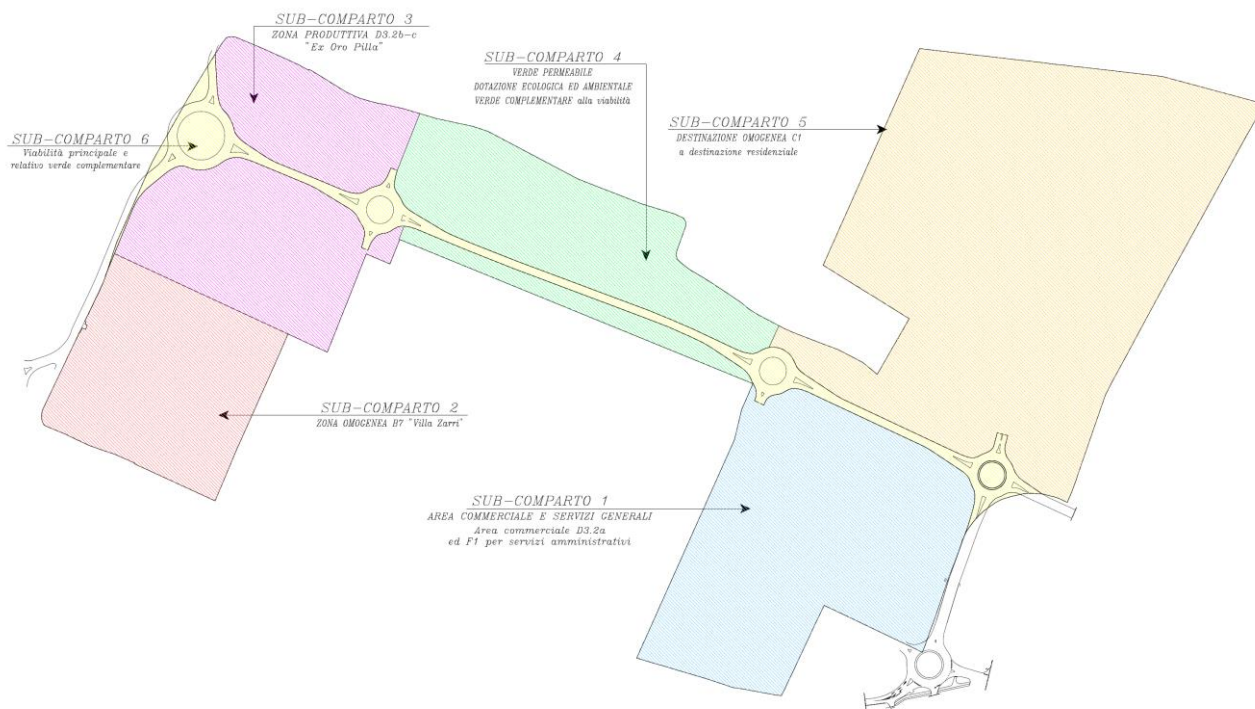 SUB-COMPARTO 3
ZONA PRODUTTIVA D3.2b-c
"Ex Oro Pilla"
SUB-COMPARTO 4
VERDE PERMEABILE
DOTAZIONE ECOLOGICA ED AMBIENTALE
VERDE COMPLEMENTARE alla viabilità
SUB-COMPARTO 5
DESTINAZIONE OMOGENEA C1
a destinazione residenziale
SUB-COMPARTO 6
Viabilità principale e
relativo verde complementare
SUB-COMPARTO 2
ZONA OMOGENEA B7 "Villa Zarri"
SUB-COMPARTO 1
AREA COMMERCIALE E SERVIZI GENERALI
Area commerciale D3.2a
ed F1 per servizi amministrativi